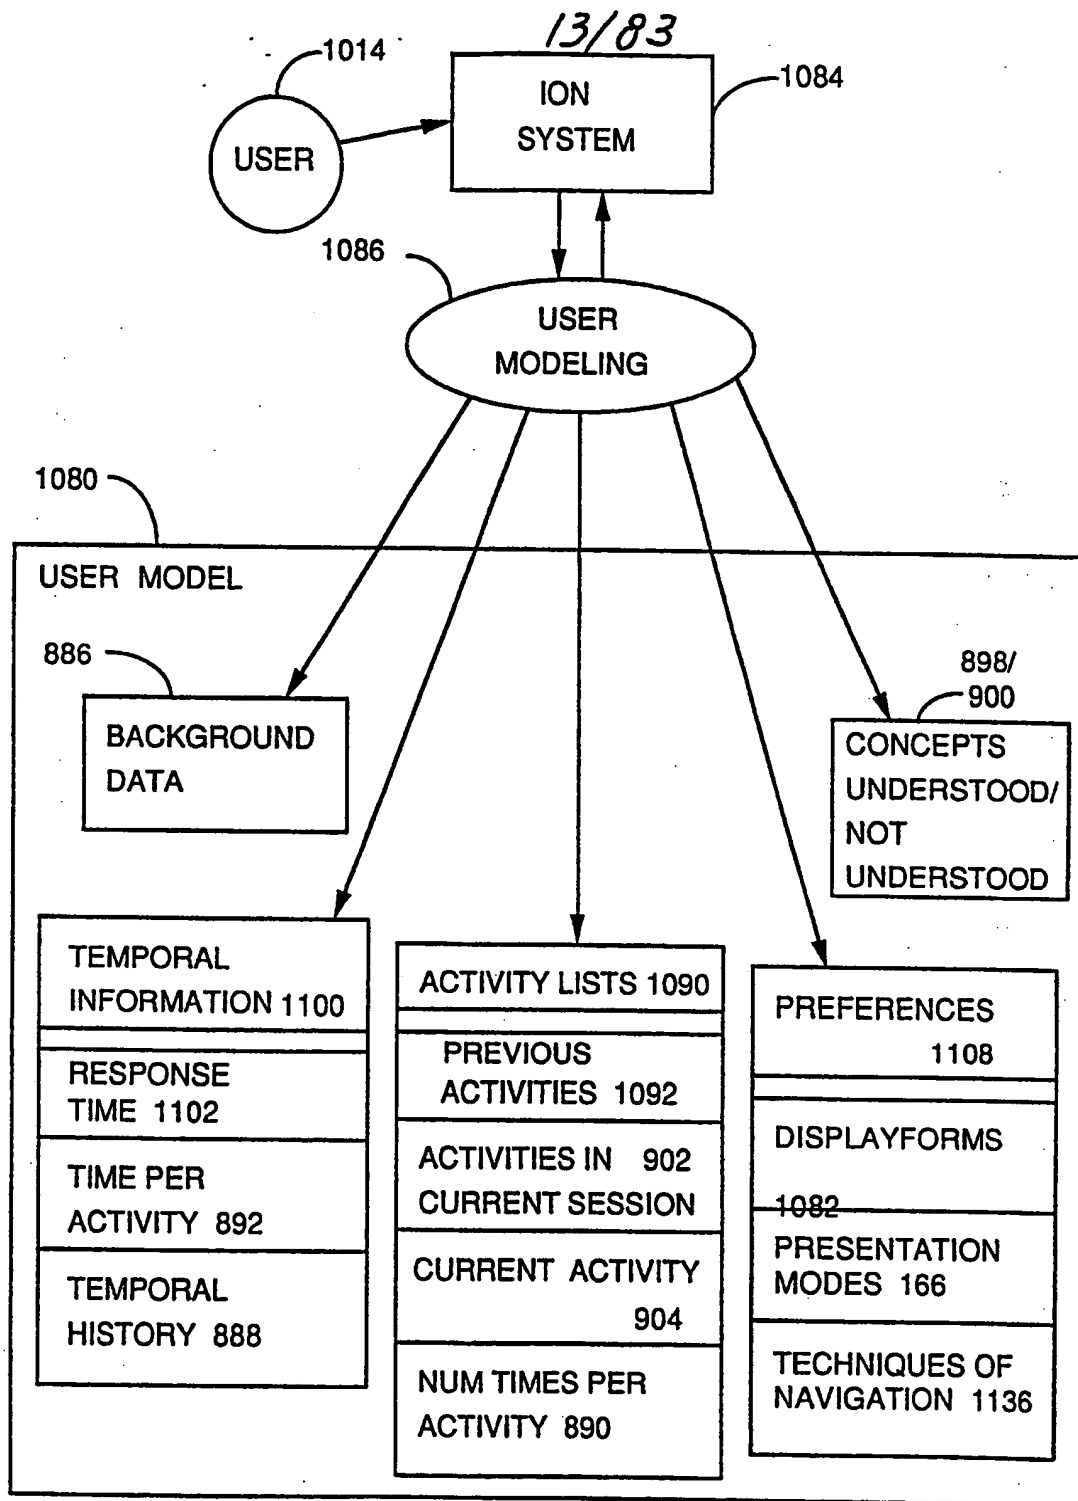 13/83
1014
ION
SYSTEM
1084
USER
1086
USER
MODELING
1080
USER MODEL
886
BACKGROUND
DATA
898/
900
CONCEPTS
UNDERSTOOD/
NOT
UNDERSTOOD
TEMPORAL
INFORMATION 1100
RESPONSE
TIME 1102
TIME PER
ACTIVITY 892
TEMPORAL
HISTORY 888
ACTIVITY LISTS 1090
PREVIOUS
ACTIVITIES 1092
ACTIVITIES IN 902
CURRENT SESSION
CURRENT ACTIVITY
904
NUM TIMES PER
ACTIVITY 890
PREFERENCES
1108
DISPLAYFORMS
1082
PRESENTATION
MODES 166
TECHNIQUES OF
NAVIGATION 1136